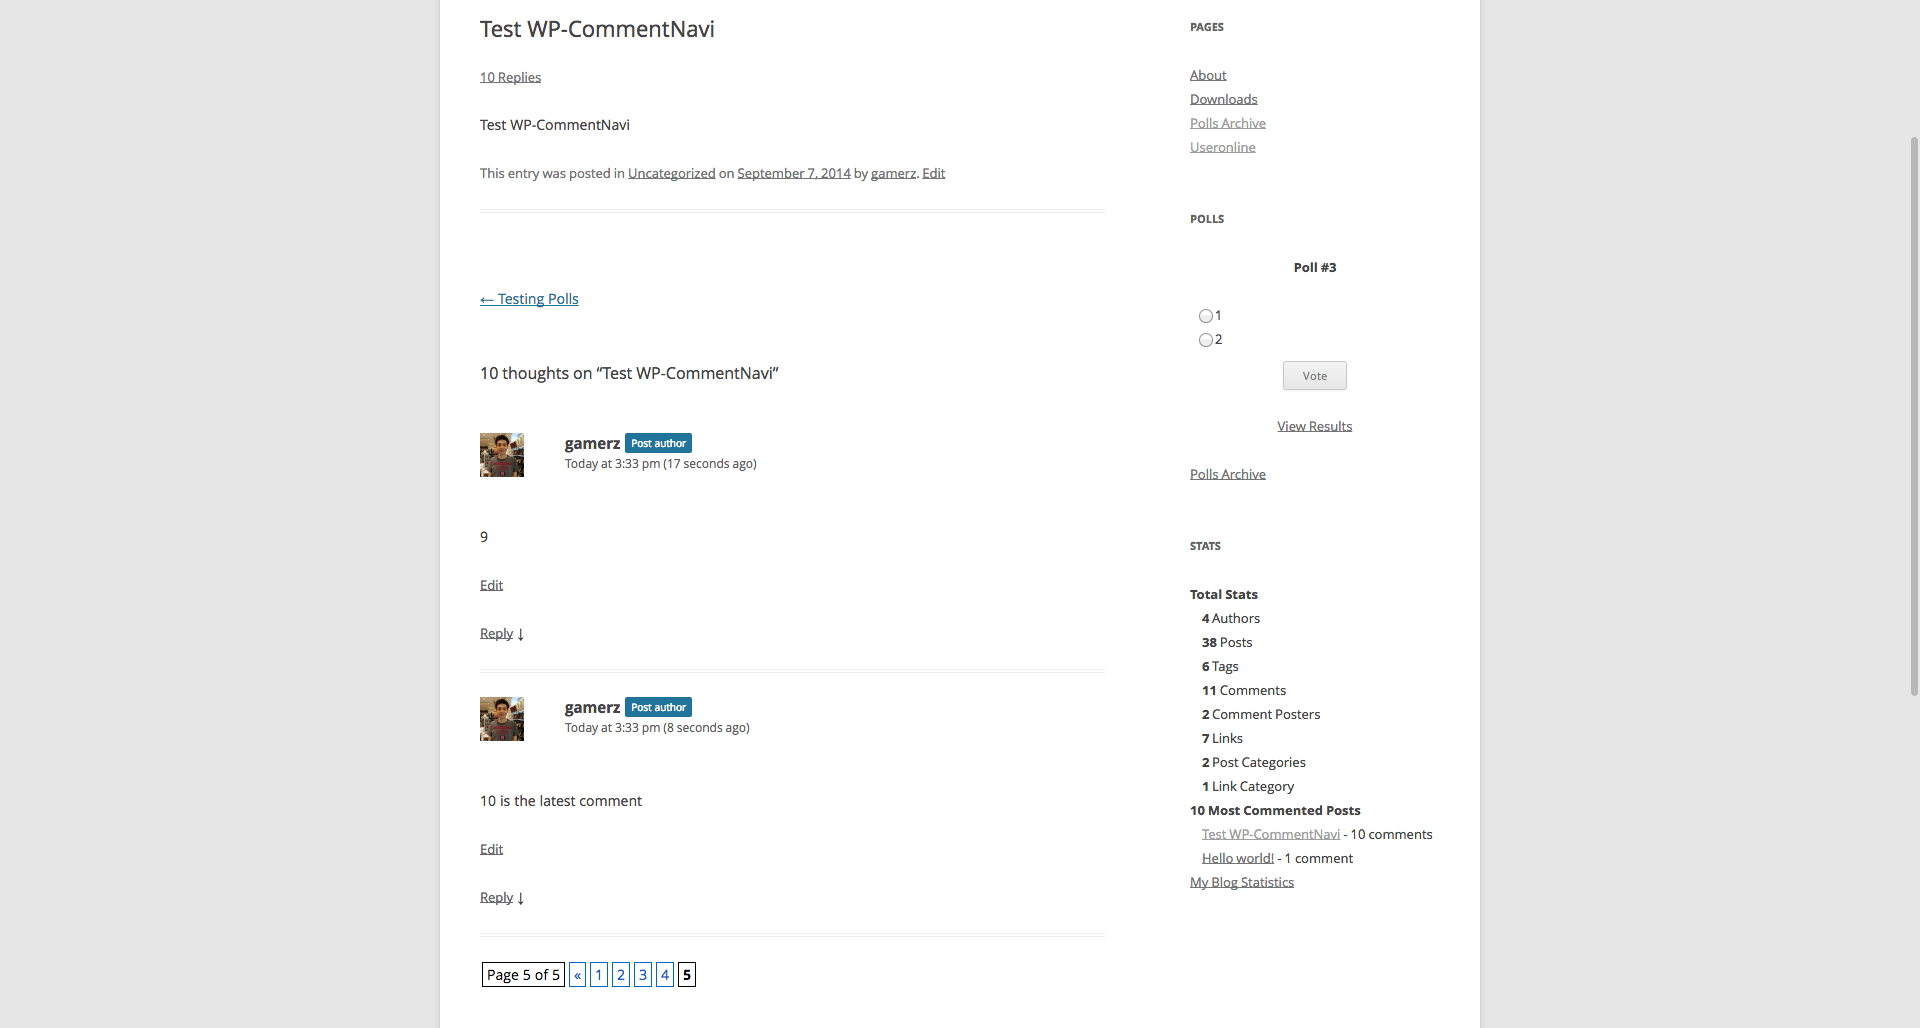 Test WP-CommentNavi
10 Replies
Test WP-CommentNavi
This entry was posted in Uncategorized on September 7, 2014 by gamerz. Edit
← Testing Polls
10 thoughts on “Test WP-CommentNavi”
gamerz Post author
Today at 3:33 pm (17 seconds ago)
9
Edit
Reply ↓
gamerz Post author
Today at 3:33 pm (8 seconds ago)
10 is the latest comment
Edit
Reply ↓
Page 5 of 5 « 1 2 3 4 5
PAGES
About
Downloads
Polls Archive
Useronline
POLLS
Poll #3
1
2
Vote
View Results
Polls Archive
STATS
Total Stats
4 Authors
38 Posts
6 Tags
11 Comments
2 Comment Posters
7 Links
2 Post Categories
1 Link Category
10 Most Commented Posts
Test WP-CommentNavi - 10 comments
Hello world! - 1 comment
My Blog Statistics